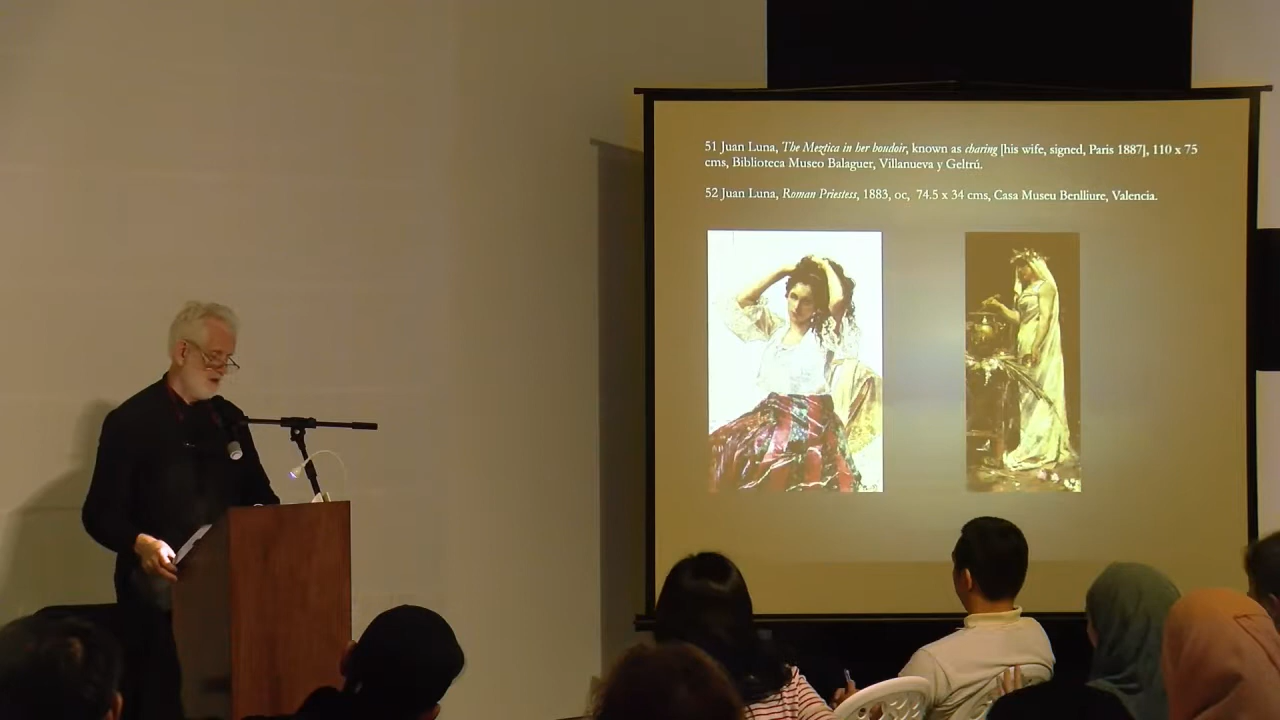 51 Juan Luna, The Meztica in her boudoir, known as charing [his wife, signed, Paris 1887], 110 x 75
cms, Biblioteca Museo Balaguer, Villanueva y Geltrú.
52 Juan Luna, Roman Priestess, 1883, oc, 74.5 x 34 cms, Casa Museu Benlliure, Valencia.